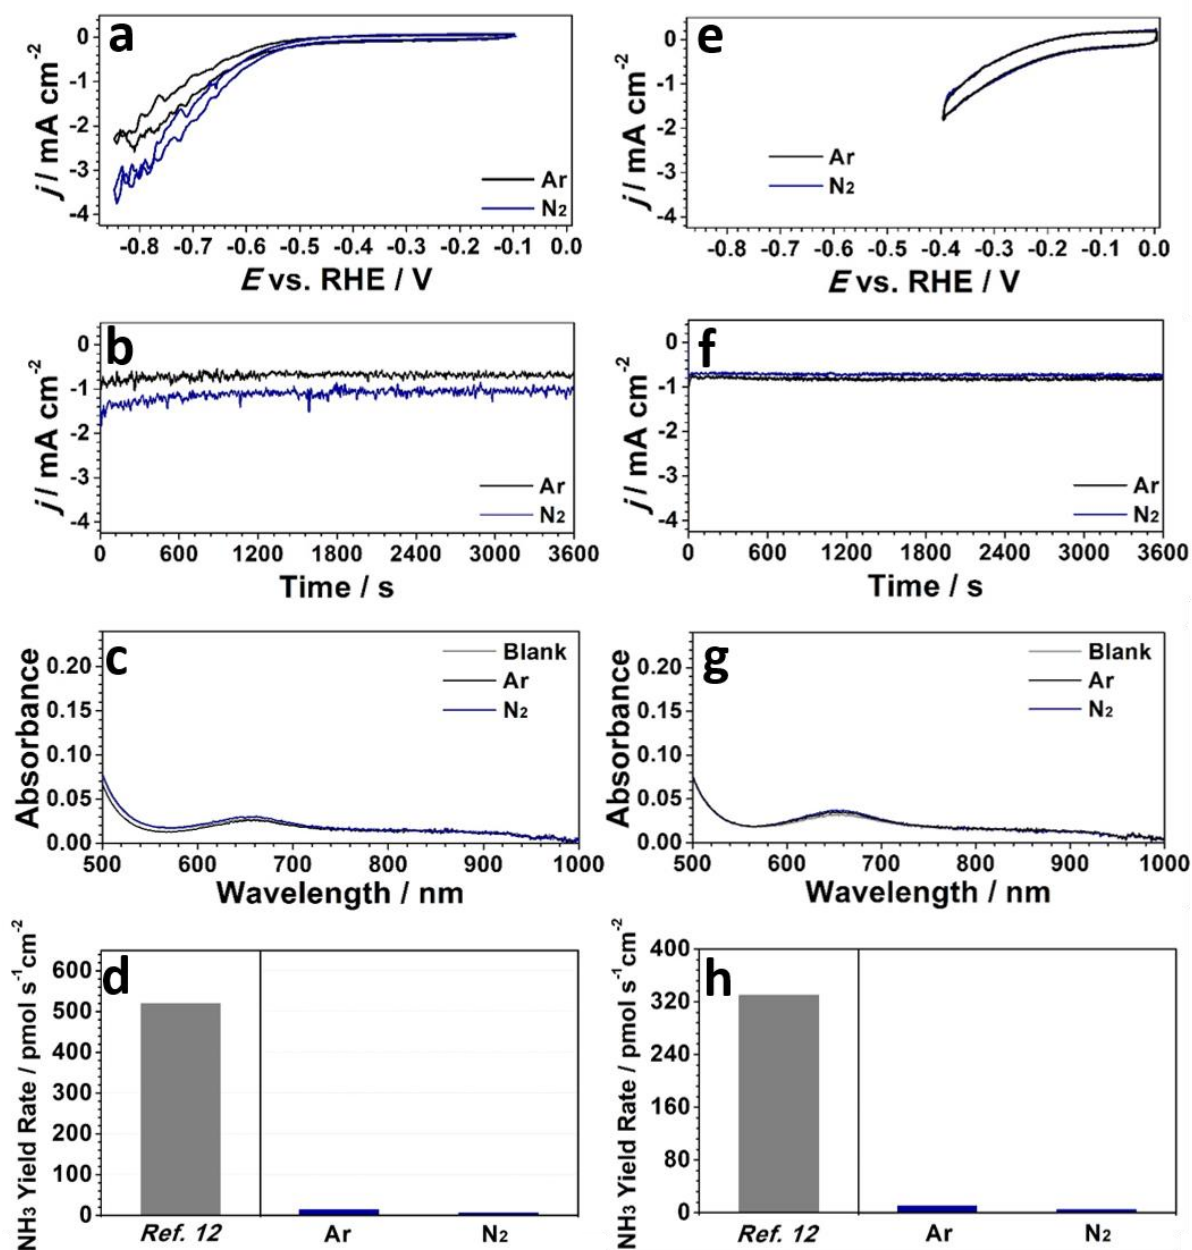 a
j / mA cm-2
0
-1
-2
-3
-4
Ar
N2
-0.8 -0.7 -0.6 -0.5 -0.4 -0.3 -0.2 -0.1 0.0
E vs. RHE / V
e
j / mA cm-2
0
-1
-2
-3
-4
Ar
N2
-0.8 -0.7 -0.6 -0.5 -0.4 -0.3 -0.2 -0.1 0.0
E vs. RHE / V
b
j / mA cm-2
0
-1
-2
-3
-4
Ar
N2
0 600 1200 1800 2400 3000 3600
Time / s
f
j / mA cm-2
0
-1
-2
-3
-4
Ar
N2
0 600 1200 1800 2400 3000 3600
Time / s
c
Absorbance
0.20
0.15
0.10
0.05
0.00
Blank
Ar
N2
500 600 700 800 900 1000
Wavelength / nm
g
Absorbance
0.20
0.15
0.10
0.05
0.00
Blank
Ar
N2
500 600 700 800 900 1000
Wavelength / nm
d
NH3 Yield Rate / pmol s-1cm-2
600
500
400
300
200
100
0
Ref. 12 Ar N2
h
NH3 Yield Rate / pmol s-1cm-2
400
320
240
160
80
0
Ref. 12 Ar N2